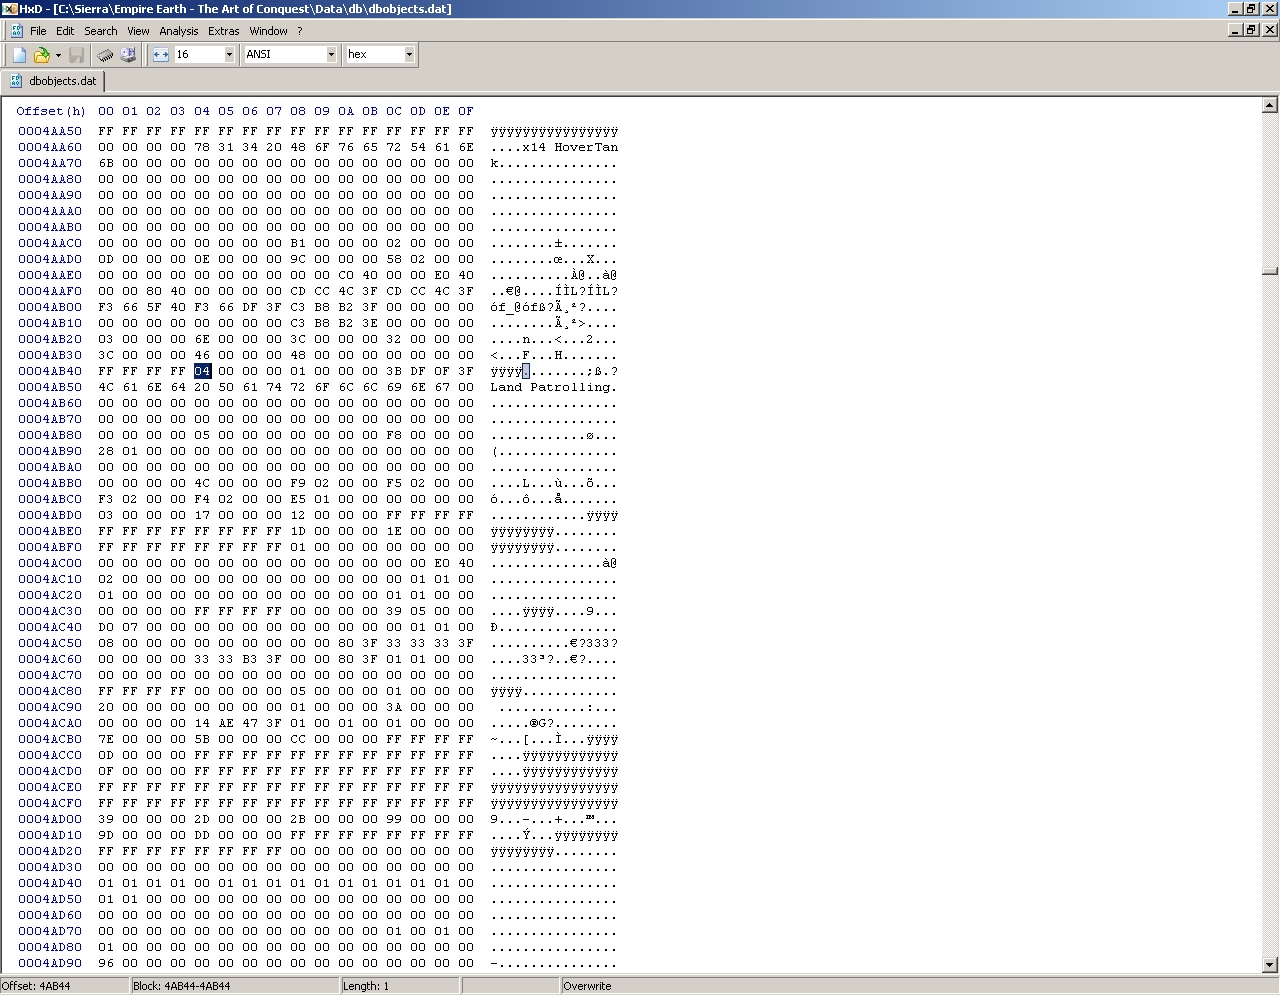 HxD - [C:\Sierra\Empire Earth - The Art of Conquest\Data\db\dbobjects.dat]
File Edit Search View Analysis Extras Window ?
16 ANSI hex
dbobjects.dat
Offset(h) 00 01 02 03 04 05 06 07 08 09 0A 0B 0C 0D 0E 0F
0004AA50 FF FF FF FF FF FF FF FF FF FF FF FF FF FF FF FF ÿÿÿÿÿÿÿÿÿÿÿÿÿÿÿÿ
0004AA60 00 00 00 00 78 31 34 20 48 6F 76 65 72 54 61 6E ....x14 HoverTan
0004AA70 6B 00 00 00 00 00 00 00 00 00 00 00 00 00 00 00 k...............
0004AA80 00 00 00 00 00 00 00 00 00 00 00 00 00 00 00 00 ................
0004AA90 00 00 00 00 00 00 00 00 00 00 00 00 00 00 00 00 ................
0004AAA0 00 00 00 00 00 00 00 00 00 00 00 00 00 00 00 00 ................
0004AAB0 00 00 00 00 00 00 00 00 00 00 00 00 00 00 00 00 ................
0004AAC0 00 00 00 00 00 00 00 00 B1 00 00 00 02 00 00 00 ........±.......
0004AAD0 0D 00 00 00 0E 00 00 00 9C 00 00 00 58 02 00 00 ........œ...X...
0004AAE0 00 00 00 00 00 00 00 00 00 00 C0 40 00 00 E0 40 ..........À@..à@
0004AAF0 00 00 80 40 00 00 00 00 CD CC 4C 3F CD CC 4C 3F ..€@....ÍÌL?ÍÌL?
0004AB00 F3 66 5F 40 F3 66 DF 3F C3 B8 B2 3F 00 00 00 00 óf_@ófß?Ã¸²?....
0004AB10 00 00 00 00 00 00 00 00 C3 B8 B2 3E 00 00 00 00 ........Ã¸²>....
0004AB20 03 00 00 00 6E 00 00 00 3C 00 00 00 32 00 00 00 ....n...<...2...
0004AB30 3C 00 00 00 46 00 00 00 48 00 00 00 00 00 00 00 <...F...H.......
0004AB40 FF FF FF FF 04 00 00 00 01 00 00 00 3B DF 0F 3F ÿÿÿÿ........;ß.?
0004AB50 4C 61 6E 64 20 50 61 74 72 6F 6C 6C 69 6E 67 00 Land Patrolling.
0004AB60 00 00 00 00 00 00 00 00 00 00 00 00 00 00 00 00 ................
0004AB70 00 00 00 00 00 00 00 00 00 00 00 00 00 00 00 00 ................
0004AB80 00 00 00 00 05 00 00 00 00 00 00 00 F8 00 00 00 ............ø...
0004AB90 28 01 00 00 00 00 00 00 00 00 00 00 00 00 00 00 (...............
0004ABA0 00 00 00 00 00 00 00 00 00 00 00 00 00 00 00 00 ................
0004ABB0 00 00 00 00 4C 00 00 00 F9 02 00 00 F5 02 00 00 ....L...ù...õ...
0004ABC0 F3 02 00 00 F4 02 00 00 E5 01 00 00 00 00 00 00 ó...ô...å.......
0004ABD0 03 00 00 00 17 00 00 00 12 00 00 00 FF FF FF FF ............ÿÿÿÿ
0004ABE0 FF FF FF FF FF FF FF FF 1D 00 00 00 1E 00 00 00 ÿÿÿÿÿÿÿÿ........
0004ABF0 FF FF FF FF FF FF FF FF 01 00 00 00 00 00 00 00 ÿÿÿÿÿÿÿÿ........
0004AC00 00 00 00 00 00 00 00 00 00 00 00 00 00 00 E0 40 ..............à@
0004AC10 02 00 00 00 00 00 00 00 00 00 00 00 00 01 01 00 ................
0004AC20 01 00 00 00 00 00 00 00 00 00 00 00 01 01 00 00 ................
0004AC30 00 00 00 00 FF FF FF FF 00 00 00 00 39 05 00 00 ....ÿÿÿÿ....9...
0004AC40 D0 07 00 00 00 00 00 00 00 00 00 00 00 01 01 00 Ð...............
0004AC50 08 00 00 00 00 00 00 00 00 00 80 3F 33 33 33 3F ..........€?333?
0004AC60 00 00 00 00 33 33 B3 3F 00 00 80 3F 01 01 00 00 ....33³?..€?....
0004AC70 00 00 00 00 00 00 00 00 00 00 00 00 00 00 00 00 ................
0004AC80 FF FF FF FF 00 00 00 00 05 00 00 00 01 00 00 00 ÿÿÿÿ............
0004AC90 20 00 00 00 00 00 00 00 01 00 00 00 3A 00 00 00  ...........:...
0004ACA0 00 00 00 00 14 AE 47 3F 01 00 01 00 01 00 00 00 .....®G?........
0004ACB0 7E 00 00 00 5B 00 00 00 CC 00 00 00 FF FF FF FF ~...[...Ì...ÿÿÿÿ
0004ACC0 0D 00 00 00 FF FF FF FF FF FF FF FF FF FF FF FF ....ÿÿÿÿÿÿÿÿÿÿÿÿ
0004ACD0 0F 00 00 00 FF FF FF FF FF FF FF FF FF FF FF FF ....ÿÿÿÿÿÿÿÿÿÿÿÿ
0004ACE0 FF FF FF FF FF FF FF FF FF FF FF FF FF FF FF FF ÿÿÿÿÿÿÿÿÿÿÿÿÿÿÿÿ
0004ACF0 FF FF FF FF FF FF FF FF FF FF FF FF FF FF FF FF ÿÿÿÿÿÿÿÿÿÿÿÿÿÿÿÿ
0004AD00 39 00 00 00 2D 00 00 00 2B 00 00 00 99 00 00 00 9...-...+...™...
0004AD10 9D 00 00 00 DD 00 00 00 FF FF FF FF FF FF FF FF ....Ý...ÿÿÿÿÿÿÿÿ
0004AD20 FF FF FF FF FF FF FF FF 00 00 00 00 00 00 00 00 ÿÿÿÿÿÿÿÿ........
0004AD30 00 00 00 00 00 00 00 00 00 00 00 00 00 00 00 00 ................
0004AD40 01 01 01 01 00 01 01 01 01 01 01 01 01 01 01 00 ................
0004AD50 01 01 00 00 00 00 00 00 00 00 00 00 00 00 00 00 ................
0004AD60 00 00 00 00 00 00 00 00 00 00 00 00 00 00 00 00 ................
0004AD70 00 00 00 00 00 00 00 00 00 00 00 00 01 00 01 00 ................
0004AD80 01 00 00 00 00 00 00 00 00 00 00 00 00 00 00 00 ................
0004AD90 96 00 00 00 00 00 00 00 00 00 00 00 00 00 00 00 –...............
Offset: 4AB44 Block: 4AB44-4AB44 Length: 1 Overwrite